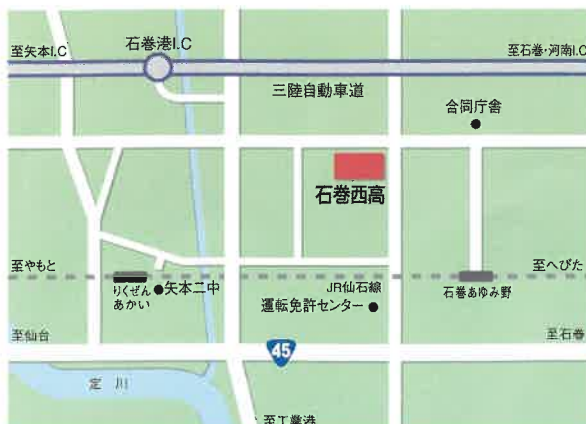 石巻港I.C
至矢本I.C
至石巻・河南I.C
三陸自動車道
合同庁舎
石巻西高
至やもと
至へびた
りくぜん
あかい
矢本二中
JR仙石線
運転免許センター
石巻あゆみ野
至仙台
45
至石巻
定川
至工業港